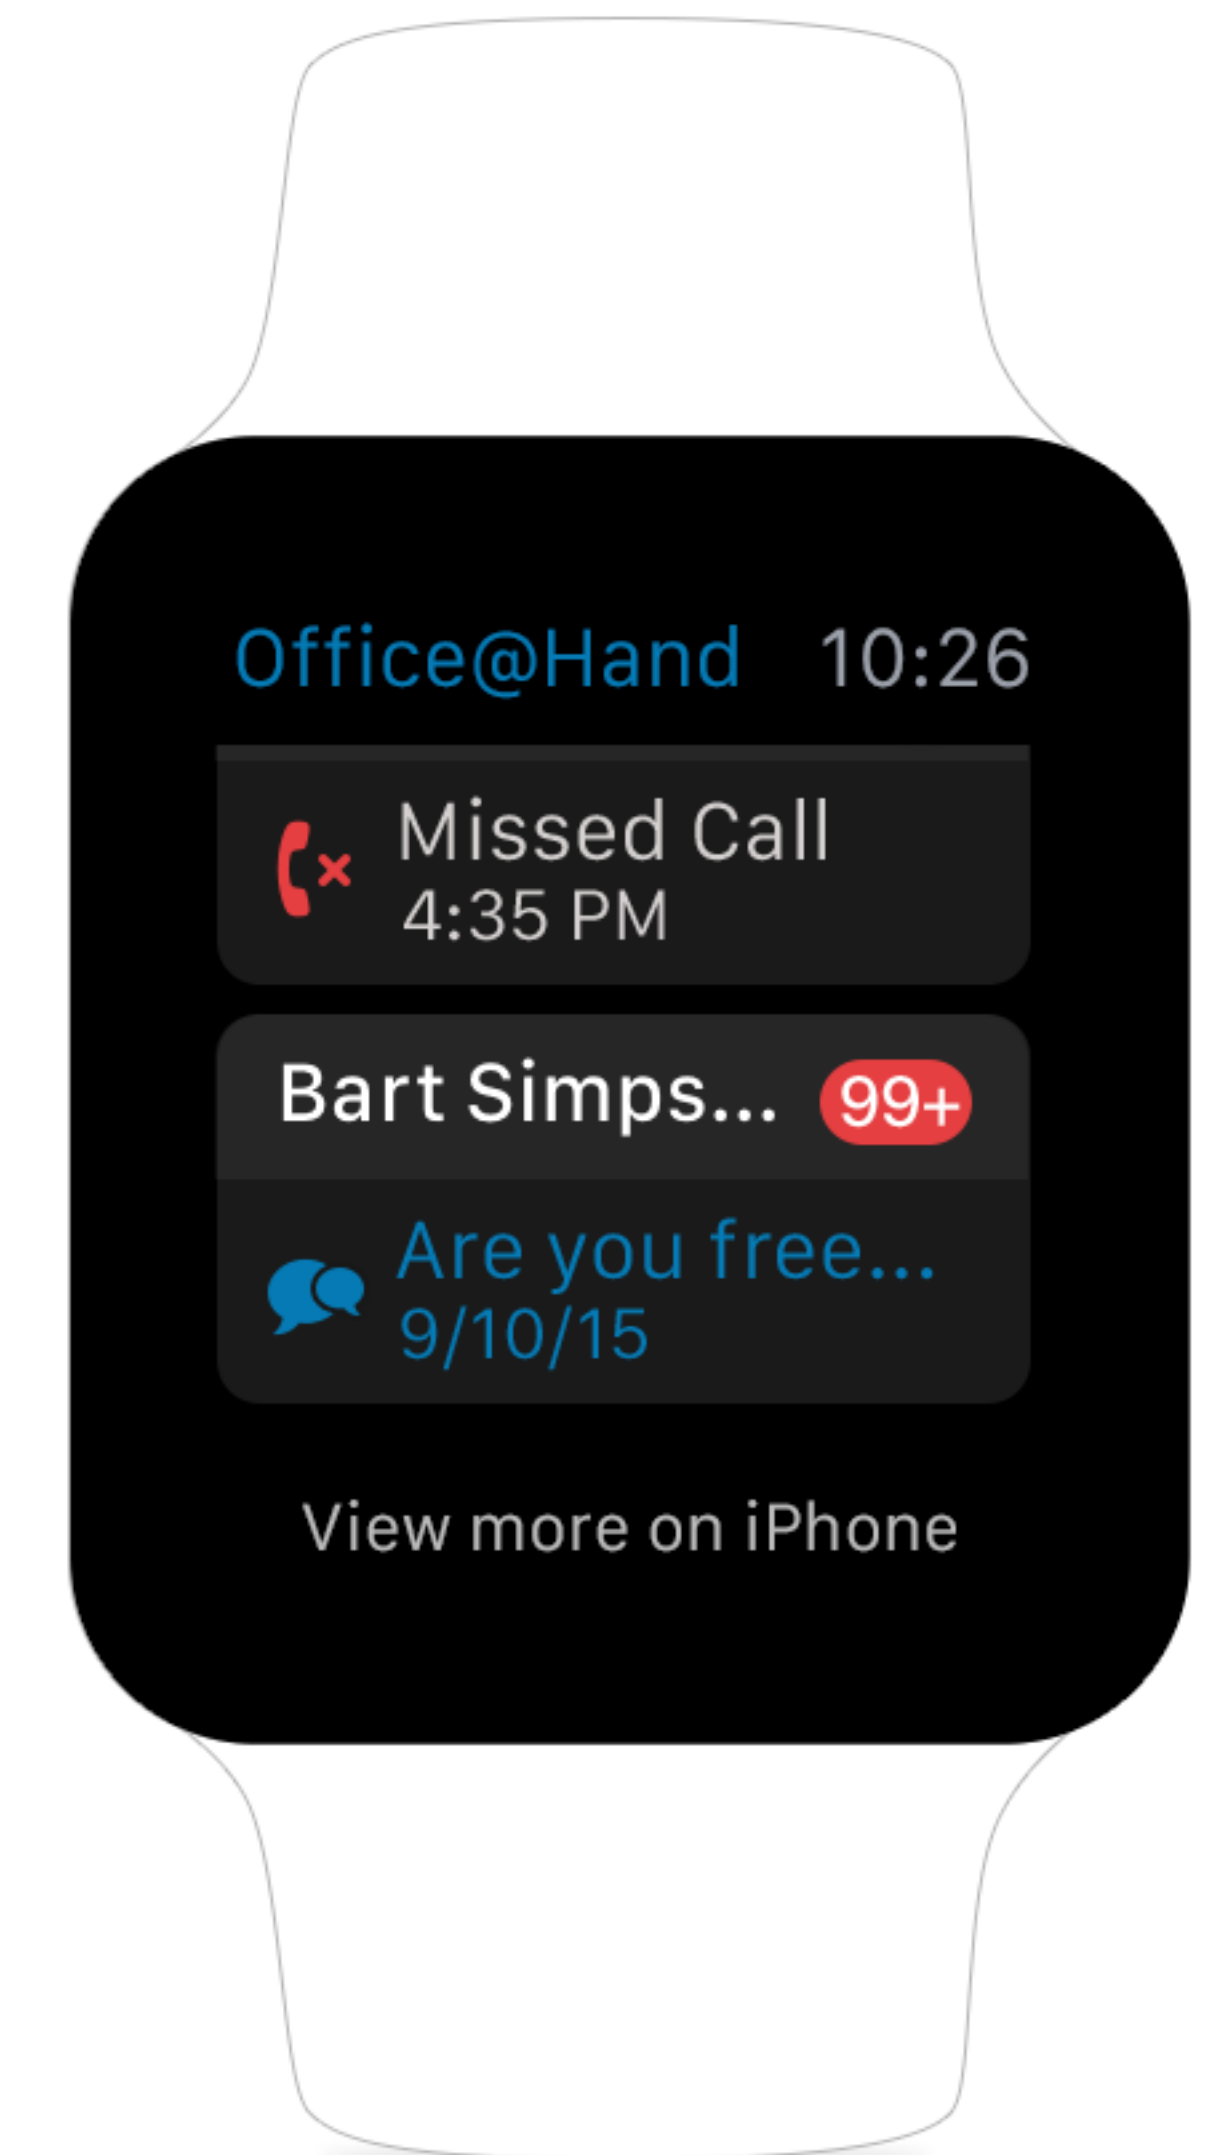 Office@Hand 10:26
Missed Call
4:35 PM
Bart Simps... 99+
Are you free...
9/10/15
View more on iPhone